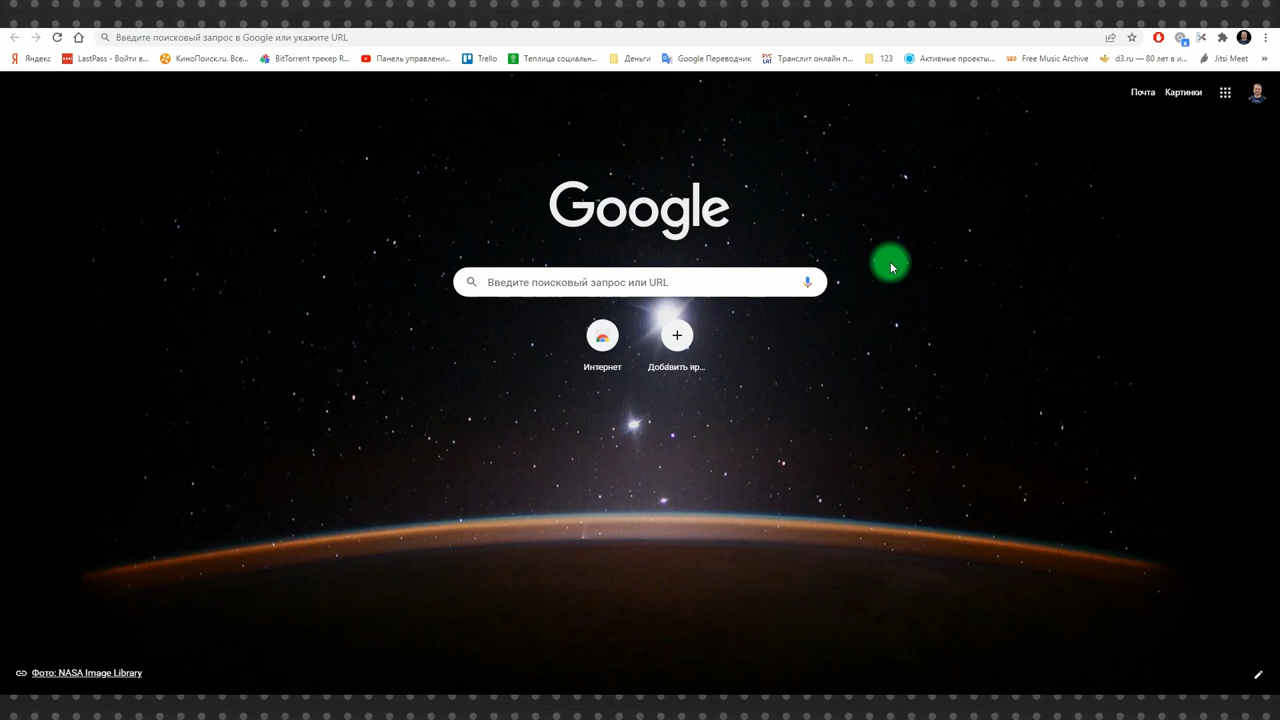 Введите поисковый запрос в Google или укажите URL
Яндекс
LastPass - Войти в...
КиноПоиск.ru. Все...
BitTorrent трекер R...
Панель управлени...
Trello
Теплица социальн...
Деньги
Google Переводчик
РУС LAT
Транслит онлайн п...
123
Активные проекты...
Free Music Archive
d3.ru — 80 лет в и...
Jitsi Meet
»
Почта
Картинки
Google
Введите поисковый запрос или URL
Интернет
Добавить яр...
Фото: NASA Image Library